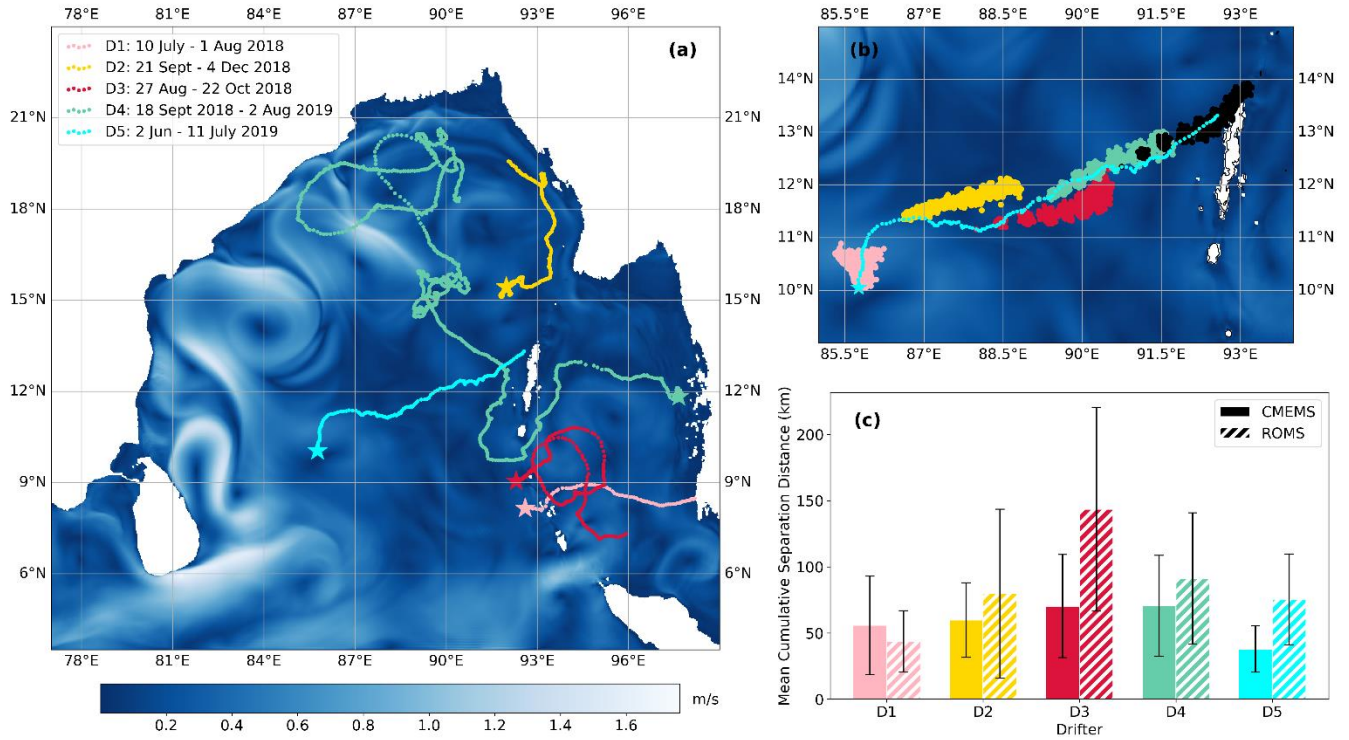 78°E 81°E 84°E 87°E 90°E 93°E 96°E
(a)
D1: 10 July - 1 Aug 2018
D2: 21 Sept - 4 Dec 2018
D3: 27 Aug - 22 Oct 2018
D4: 18 Sept 2018 - 2 Aug 2019
D5: 2 Jun - 11 July 2019
21°N 21°N
18°N 18°N
15°N 15°N
12°N 12°N
9°N 9°N
6°N 6°N
78°E 81°E 84°E 87°E 90°E 93°E 96°E
0.2 0.4 0.6 0.8 1.0 1.2 1.4 1.6
m/s
85.5°E 87°E 88.5°E 90°E 91.5°E 93°E
(b)
14°N 14°N
13°N 13°N
12°N 12°N
11°N 11°N
10°N 10°N
85.5°E 87°E 88.5°E 90°E 91.5°E 93°E
(c)
CMEMS
ROMS
Mean Cumulative Separation Distance (km)
200
150
100
50
0
D1 D2 D3 D4 D5
Drifter